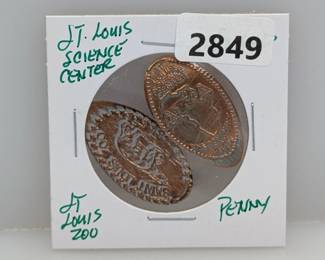 ST. LOUIS
SCIENCE
CENTER
2849
ST
LOUIS
ZOO
PENNY